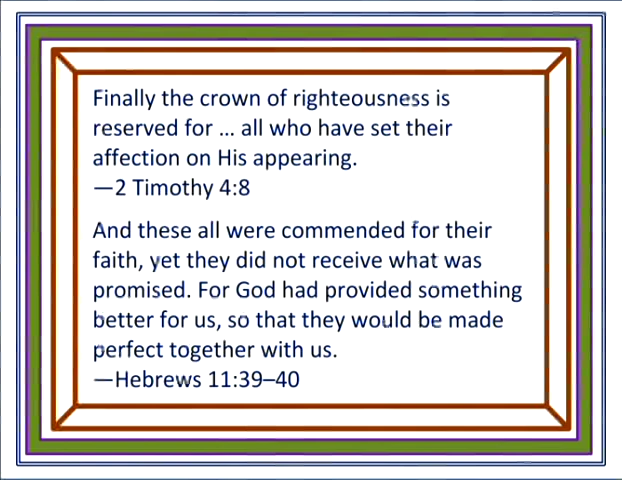 Finally the crown of righteousness is
reserved for ... all who have set their
affection on His appearing.
—2 Timothy 4:8
And these all were commended for their
faith, yet they did not receive what was
promised. For God had provided something
better for us, so that they would be made
perfect together with us.
—Hebrews 11:39–40